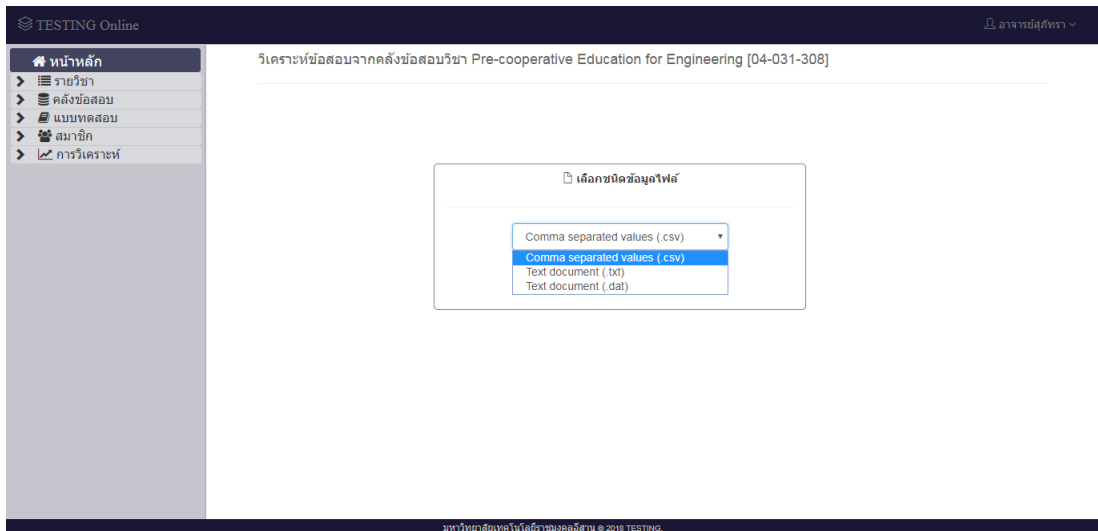 TESTING Online
อาจารย์สุภัทรา
หน้าหลัก
รายวิชา
คลังข้อสอบ
แบบทดสอบ
สมาชิก
การวิเคราะห์
วิเคราะห์ข้อสอบจากคลังข้อสอบวิชา Pre-cooperative Education for Engineering [04-031-308]
เลือกชนิดข้อมูลไฟล์
Comma separated values (.csv)
Comma separated values (.csv)
Text document (.txt)
Text document (.dat)
มหาวิทยาลัยเทคโนโลยีราชมงคลอีสาน © 2018 TESTING.